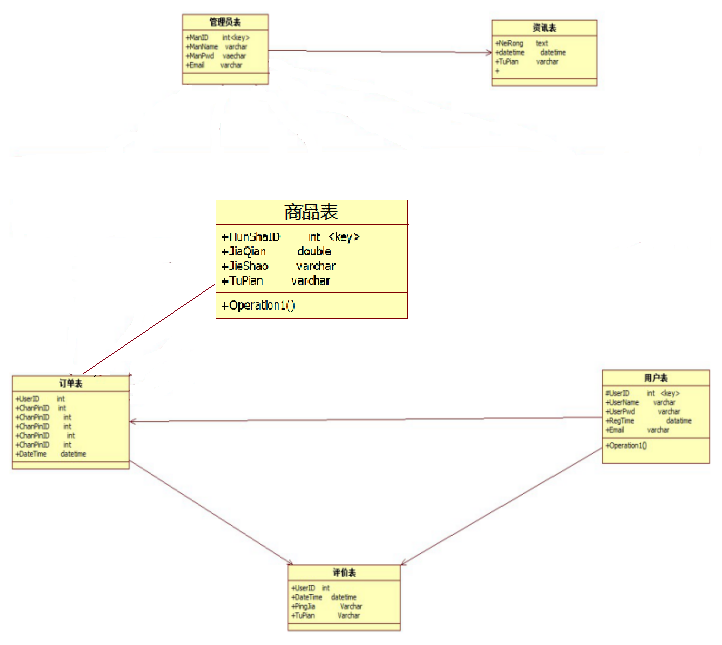 管理员表
+ManID int<key>
+ManName varchar
+ManPwd vaechar
+Email varchar
资讯表
+NeiRong text
+datetime datetime
+TuPian varchar
+
商品表
+HunShaID int <key>
+JiaQian double
+JieShao varchar
+TuPian varchar
+Operation1()
订单表
+UserID int
+ChanPinID int
+ChanPinID int
+ChanPinID int
+ChanPinID int
+ChanPinID int
+DateTime datetime
用户表
#UserID int <key>
+UserName varchar
+UserPwd varchar
+RegTime datatime
+Email varchar
+Operation1()
评价表
+UserID int
+DateTime datetime
+PingJia Varchar
+TuPian Varchar